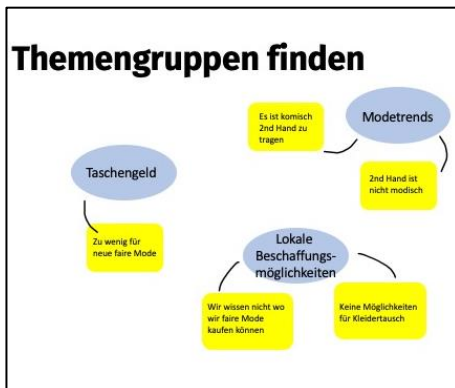 Themengruppen finden
Es ist komisch
2nd Hand zu
tragen
Modetrends
2nd Hand ist
nicht modisch
Taschengeld
Zu wenig für
neue faire Mode
Lokale
Beschaffungs-
möglichkeiten
Wir wissen nicht wo
wir faire Mode
kaufen können
Keine Möglichkeiten
für Kleidertausch